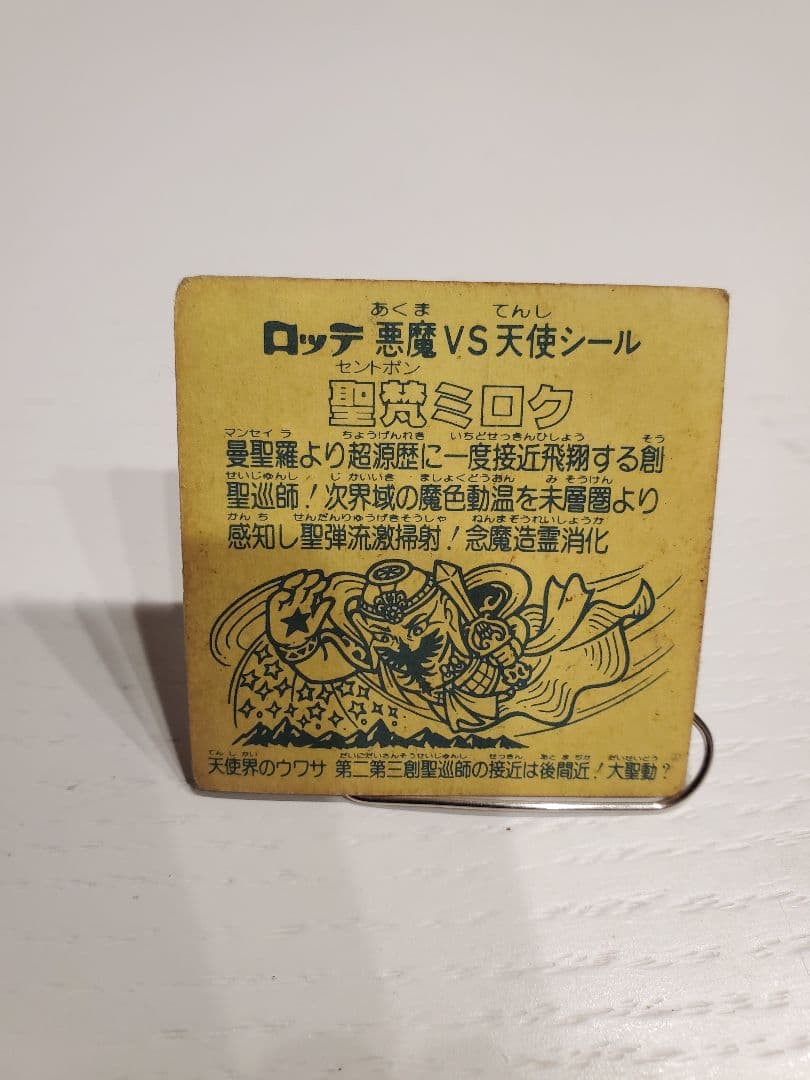 あくま てんし
ロッテ 悪魔VS天使シール
セントボン
聖梵ミロク
マンセイラ ちょうげんれき いちどせっきんひしょう そう
曼聖羅より超源歴に一度接近飛翔する創
せいじゅんし じかいいき ましょくどうおん みそうけん
聖巡師！次界域の魔色動温を未層圏より
かんち せんだんりゅうげきそうしゃ ねんまぞうれいしょうか
感知し聖弾流激掃射！念魔造霊消化
てんしかい だいにだいさんそうせいじゅんし せっきん あとまぢか だいせいどう
天使界のウワサ 第二第三創聖巡師の接近は後間近！大聖動？